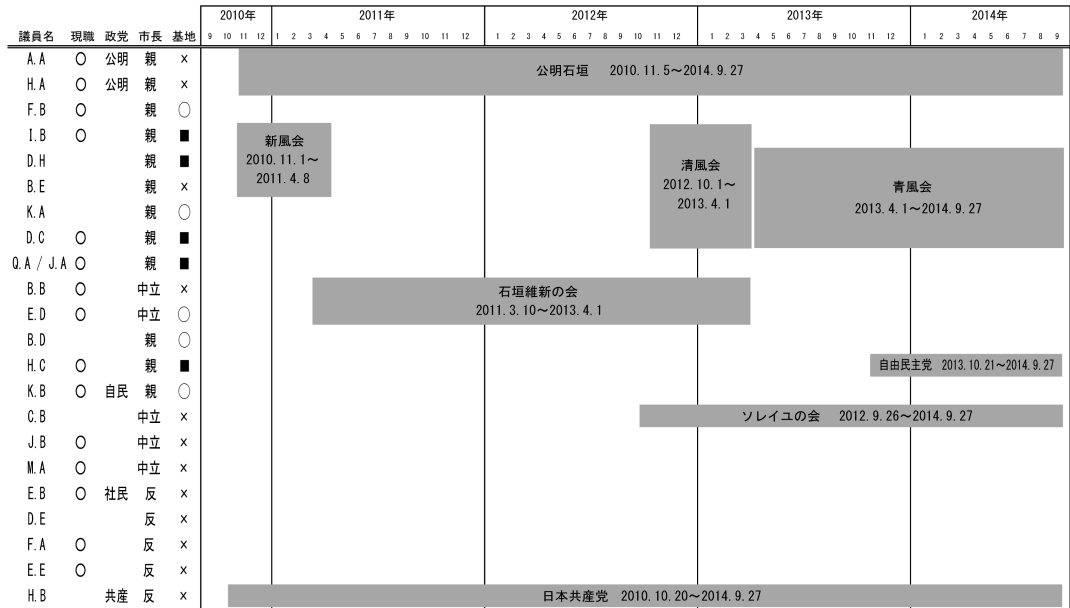 2010年 2011年 2012年 2013年 2014年
議員名 現職 政党 市長 基地 9 10 11 12 1 2 3 4 5 6 7 8 9 10 11 12 1 2 3 4 5 6 7 8 9 10 11 12 1 2 3 4 5 6 7 8 9 10 11 12 1 2 3 4 5 6 7 8 9
A.A ○ 公明 親 ×
公明石垣 2010.11.5～2014.9.27
H.A ○ 公明 親 ×
F.B ○ 親 ○
I.B ○ 親 ■
新風会
2010.11.1～
2011.4.8
清風会
2012.10.1～
2013.4.1
D.H 親 ■
青風会
2013.4.1～2014.9.27
B.E 親 ×
K.A 親 ○
D.C ○ 親 ■
Q.A / J.A ○ 親 ■
B.B ○ 中立 ×
石垣維新の会
2011.3.10～2013.4.1
E.D ○ 中立 ○
B.D 親 ○
H.C ○ 親 ■ 自由民主党 2013.10.21～2014.9.27
K.B ○ 自民 親 ○
C.B 中立 × ソレイユの会 2012.9.26～2014.9.27
J.B ○ 中立 ×
M.A ○ 中立 ×
E.B ○ 社民 反 ×
D.E 反 ×
F.A ○ 反 ×
E.E ○ 反 ×
H.B 共産 反 × 日本共産党 2010.10.20～2014.9.27